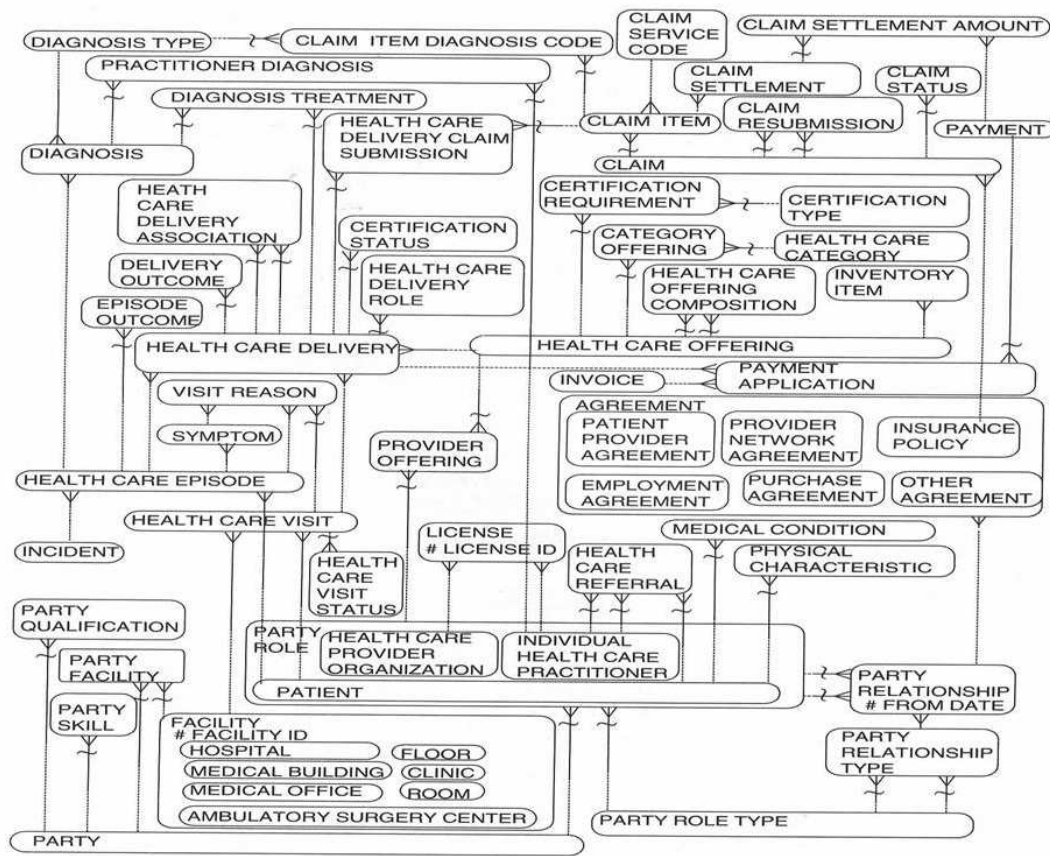 DIAGNOSIS TYPE
CLAIM ITEM DIAGNOSIS CODE
CLAIM
SERVICE
CODE
CLAIM SETTLEMENT AMOUNT
PRACTITIONER DIAGNOSIS
CLAIM
SETTLEMENT
CLAIM
STATUS
DIAGNOSIS TREATMENT
HEALTH CARE
DELIVERY CLAIM
SUBMISSION
CLAIM ITEM
CLAIM
RESUBMISSION
PAYMENT
DIAGNOSIS
CLAIM
HEATH
CARE
DELIVERY
ASSOCIATION
CERTIFICATION
REQUIREMENT
CERTIFICATION
TYPE
CERTIFICATION
STATUS
CATEGORY
OFFERING
HEALTH CARE
CATEGORY
DELIVERY
OUTCOME
HEALTH CARE
DELIVERY
ROLE
HEALTH CARE
OFFERING
COMPOSITION
INVENTORY
ITEM
EPISODE
OUTCOME
HEALTH CARE DELIVERY
HEALTH CARE OFFERING
VISIT REASON
INVOICE
PAYMENT
APPLICATION
SYMPTOM
PROVIDER
OFFERING
AGREEMENT
PATIENT
PROVIDER
AGREEMENT
PROVIDER
NETWORK
AGREEMENT
INSURANCE
POLICY
EMPLOYMENT
AGREEMENT
PURCHASE
AGREEMENT
OTHER
AGREEMENT
HEALTH CARE EPISODE
HEALTH CARE VISIT
INCIDENT
LICENSE
# LICENSE ID
MEDICAL CONDITION
HEALTH
CARE
VISIT
STATUS
HEALTH
CARE
REFERRAL
PHYSICAL
CHARACTERISTIC
PARTY
QUALIFICATION
PARTY
ROLE
HEALTH CARE
PROVIDER
ORGANIZATION
INDIVIDUAL
HEALTH CARE
PRACTITIONER
PARTY
FACILITY
PATIENT
PARTY
RELATIONSHIP
# FROM DATE
PARTY
SKILL
FACILITY
# FACILITY ID
HOSPITAL
FLOOR
MEDICAL BUILDING
CLINIC
MEDICAL OFFICE
ROOM
AMBULATORY SURGERY CENTER
PARTY
RELATIONSHIP
TYPE
PARTY ROLE TYPE
PARTY